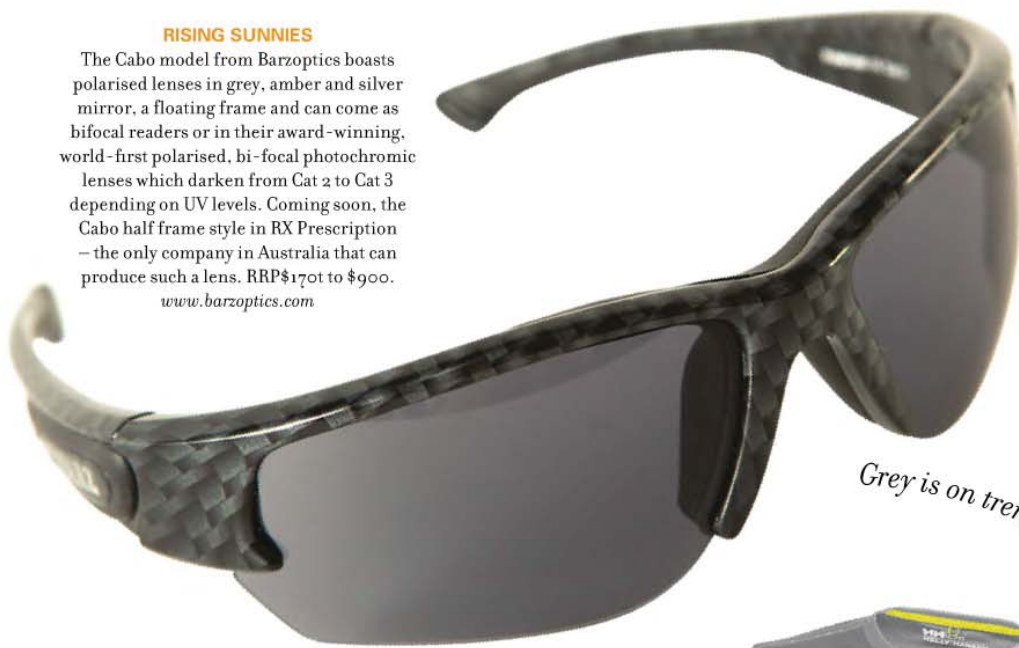 RISING SUNNIES
The Cabo model from Barzoptics boasts
polarised lenses in grey, amber and silver
mirror, a floating frame and can come as
bifocal readers or in their award-winning,
world-first polarised, bi-focal photochromic
lenses which darken from Cat 2 to Cat 3
depending on UV levels. Coming soon, the
Cabo half frame style in RX Prescription
– the only company in Australia that can
produce such a lens. RRP$170t to $900.
www.barzoptics.com
Grey is on
HELLY HANSEN